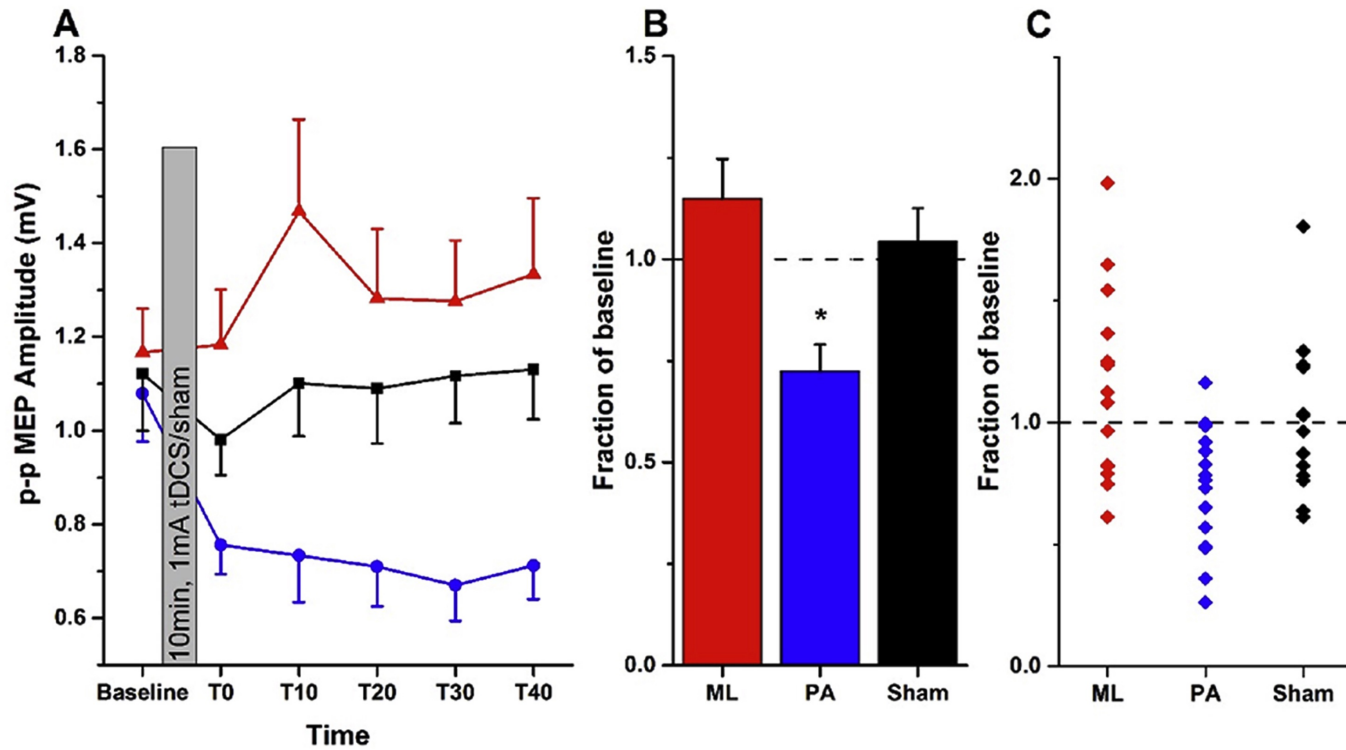 A
1.8
1.6
1.4
1.2
1.0
0.8
0.6
p-p MEP Amplitude (mV)
10min, 1mA tDCS/sham
Baseline T0 T10 T20 T30 T40
Time
B
1.5
1.0
0.5
0.0
Fraction of baseline
*
ML PA Sham
C
2.0
1.0
0.0
Fraction of baseline
ML PA Sham